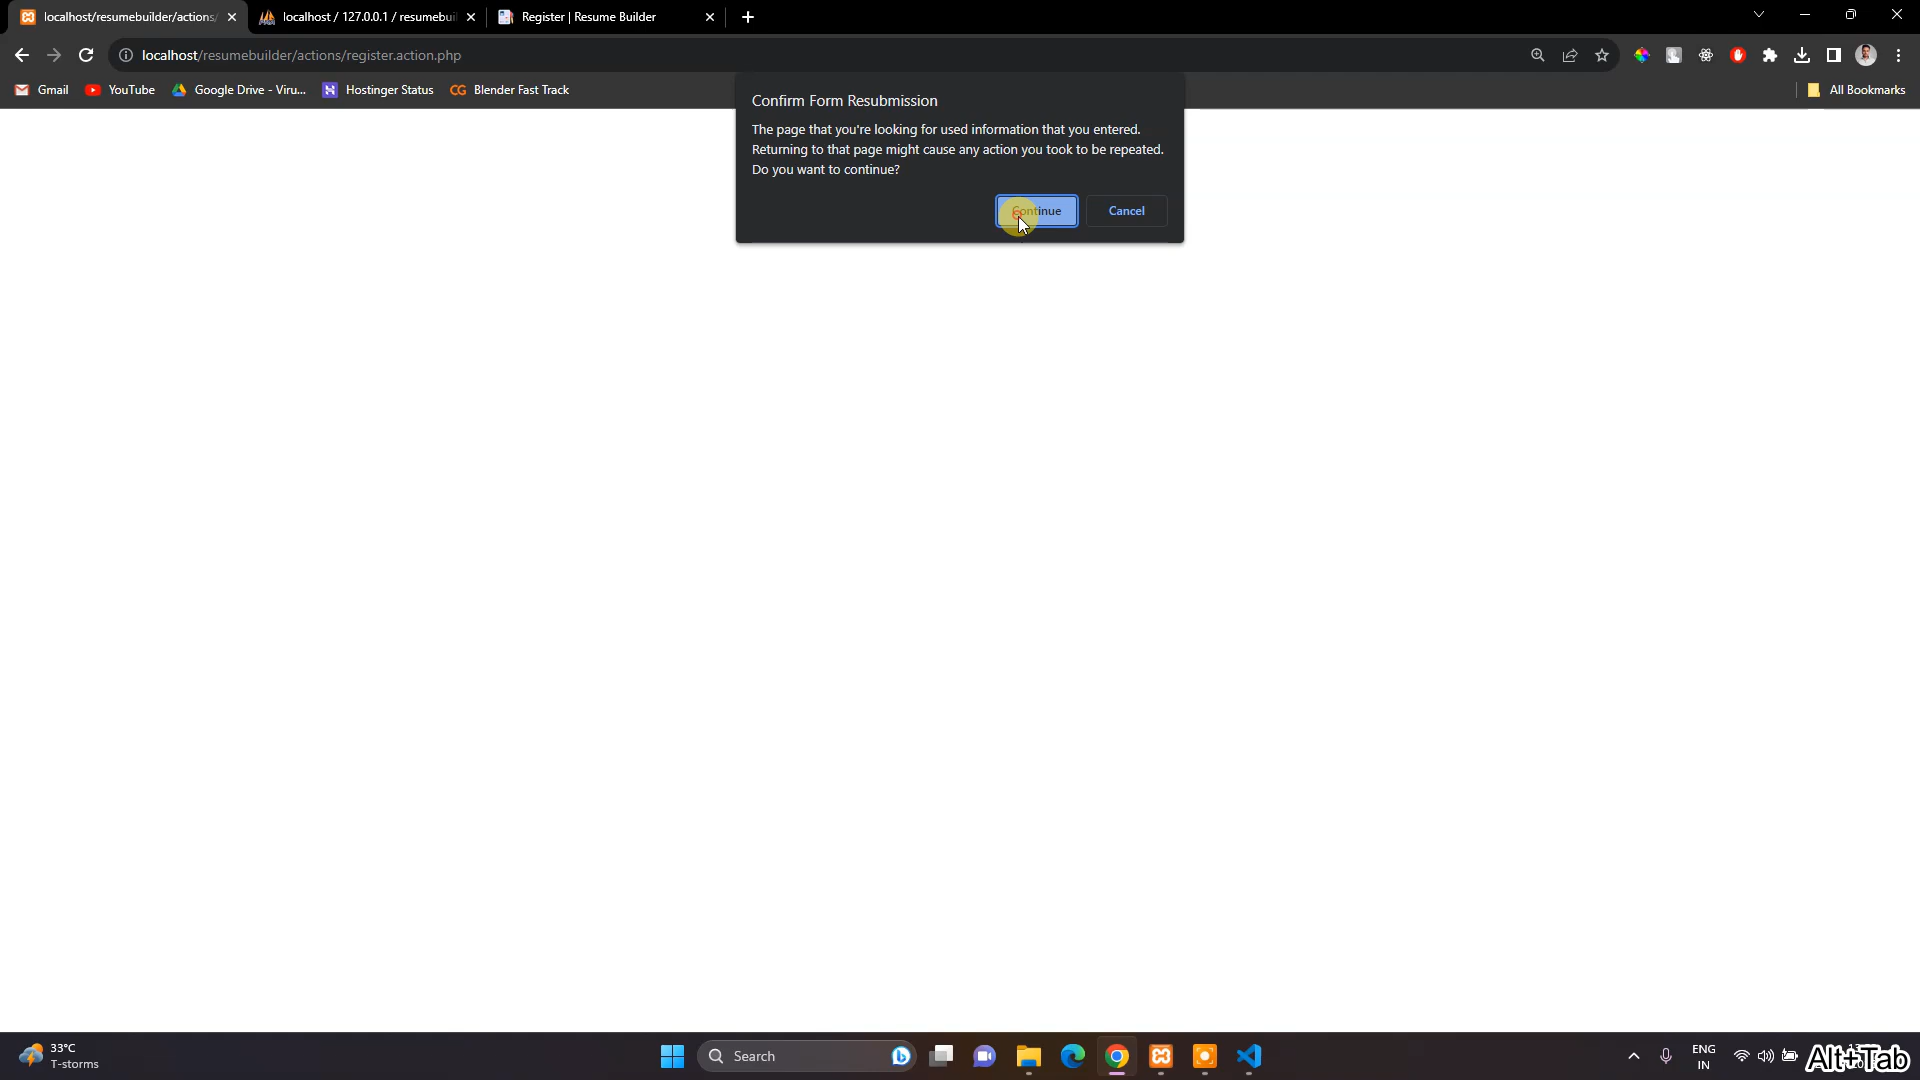 localhost/resumebuilder/actions/
localhost / 127.0.0.1 / resumebuil
Register | Resume Builder
localhost/resumebuilder/actions/register.action.php
Gmail
YouTube
Google Drive - Viru...
Hostinger Status
CG Blender Fast Track
All Bookmarks
Confirm Form Resubmission
The page that you're looking for used information that you entered.
Returning to that page might cause any action you took to be repeated.
Do you want to continue?
Continue
Cancel
33°C
T-storms
Search
ENG
IN
Alt+Tab